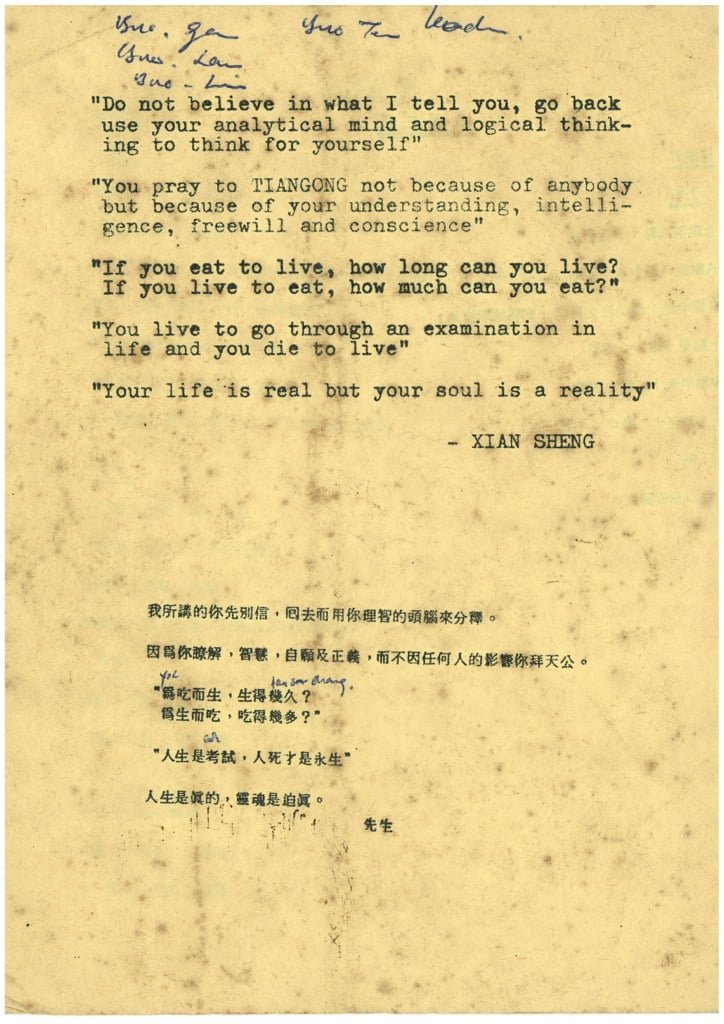 "Do not believe in what I tell you, go back
use your analytical mind and logical think-
ing to think for yourself"
"You pray to TIANGONG not because of anybody
but because of your understanding, intelli-
gence, freewill and conscience"
"If you eat to live, how long can you live?
If you live to eat, how much can you eat?"
"You live to go through an examination in
life and you die to live"
"Your life is real but your soul is a reality"
- XIAN SHENG
我所講的你先別信，回去而用你理智的頭腦來分釋。
因爲你瞭解，智慧，自願及正義，而不因任何人的影響你拜天公。
"爲吃而生，生得幾久？
爲生而吃，吃得幾多？"
"人生是考試，人死才是永生"
人生是眞的，靈魂是迫眞。
先生